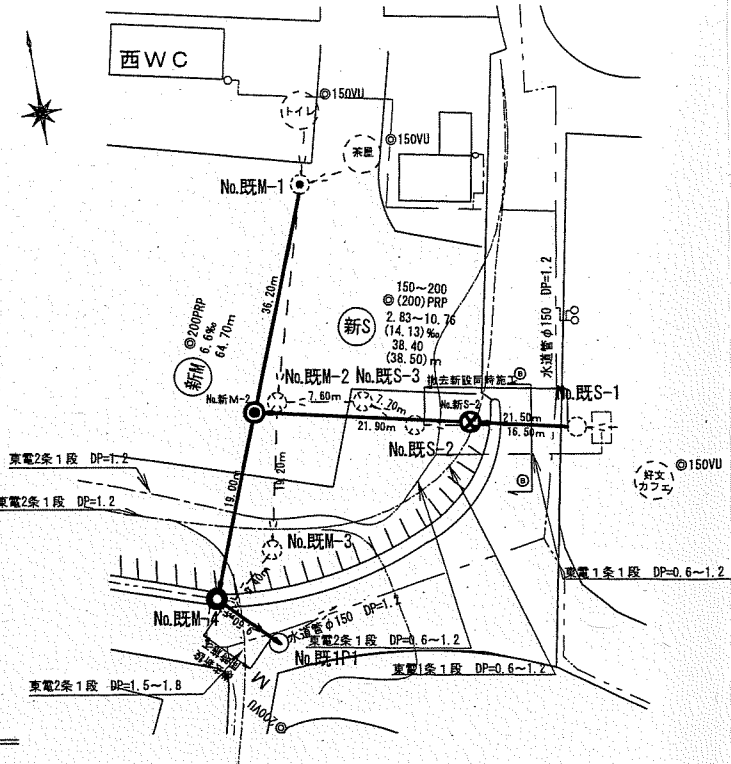 西WC
◎150VU
トイレ
◎150VU
茶屋
No.既M-1
36.20m
◎200PRP
6.6‰
64.70m
新M
150～200
◎(200)PRP
2.83～10.76
(14.13)‰
38.40
(38.50)m
新S
水道管φ150 DP=1.2
No.既M-2
No.既S-3
撤去新設同時施工
B
No.既S-1
No.新M-2
7.60m
7.70m
No.新S-2
21.50m
16.50m
21.90m
No.既S-2
東電2条1段 DP=1.2
19.20m
B
好文
カフェ
◎150VU
東電2条1段 DP=1.2
19.00m
No.既M-3
東電1条1段 DP=0.6～1.2
No.既M-4
水道管φ150 DP=1.2
東電2条1段 DP=0.6～1.2
No.既1P1
東電1条1段 DP=0.6～1.2
東電2条1段 DP=1.5～1.8
M
200VU